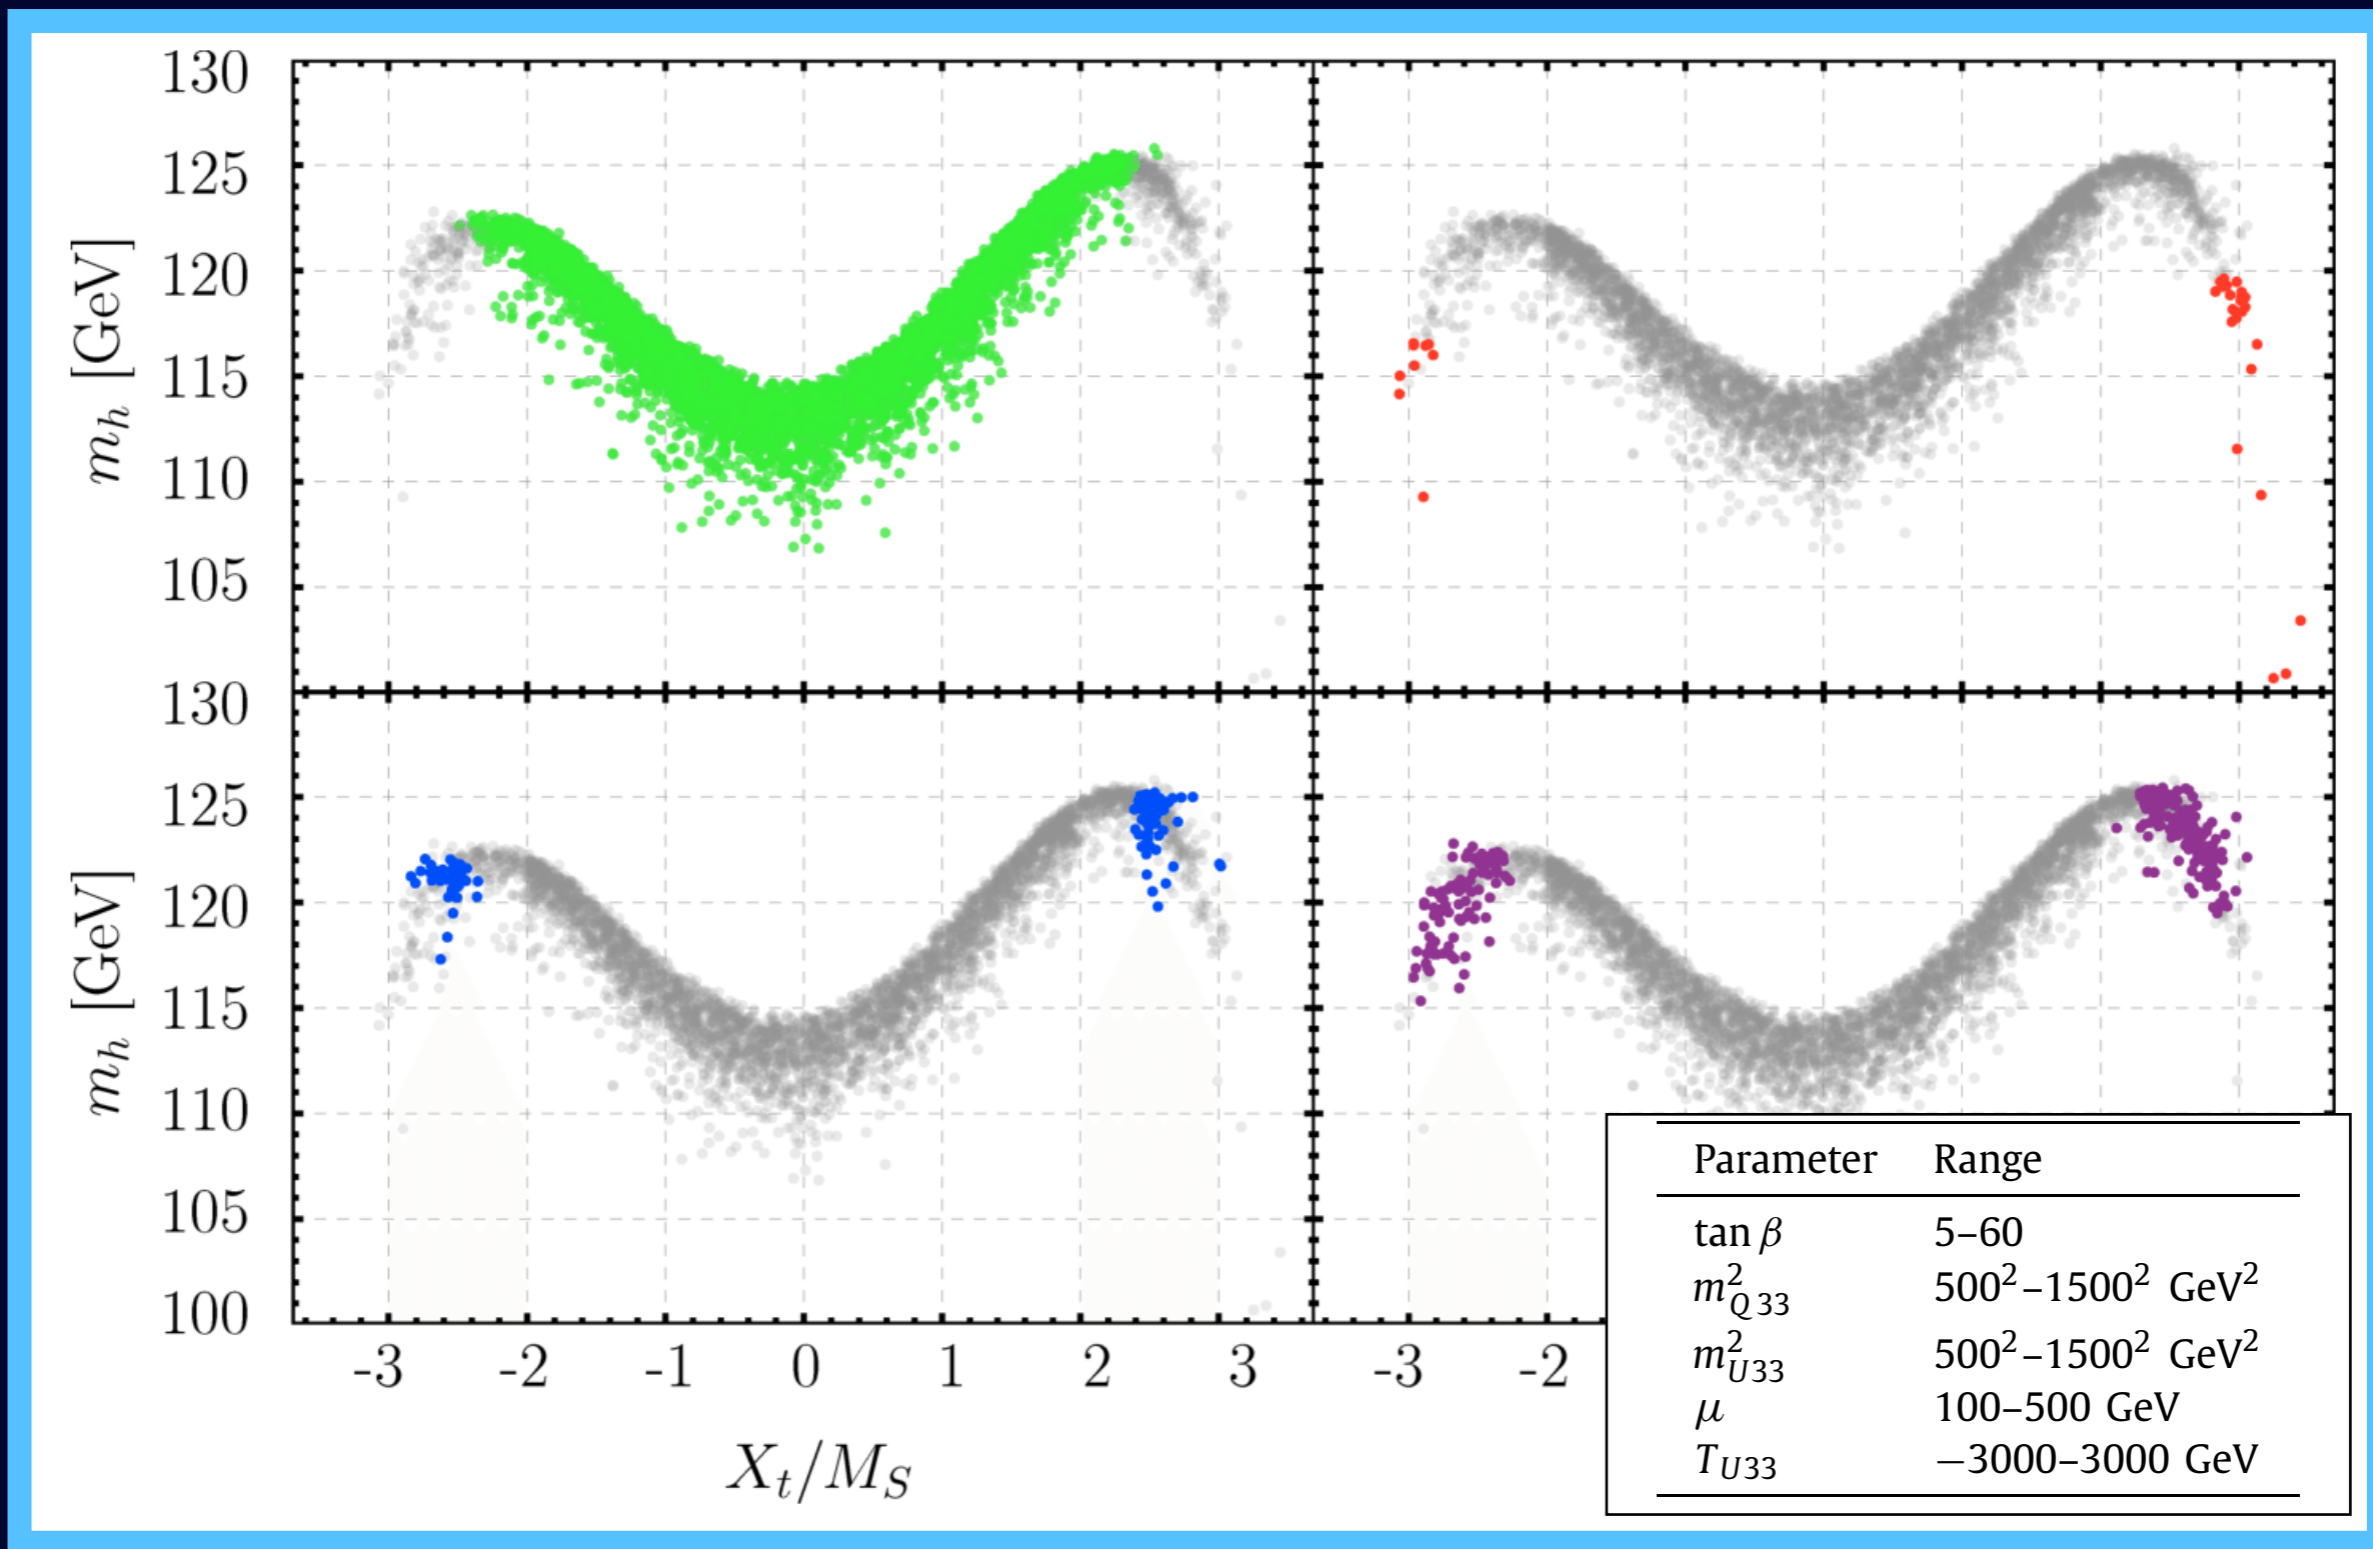 130
125
120
115
110
105
m_h [GeV]
130
125
120
115
110
105
100
m_h [GeV]
-3 -2 -1 0 1 2 3
-3 -2
X_t/M_S
Parameter Range
tan β 5–60
m²_Q33 500²–1500² GeV²
m²_U33 500²–1500² GeV²
μ 100–500 GeV
T_U33 −3000–3000 GeV